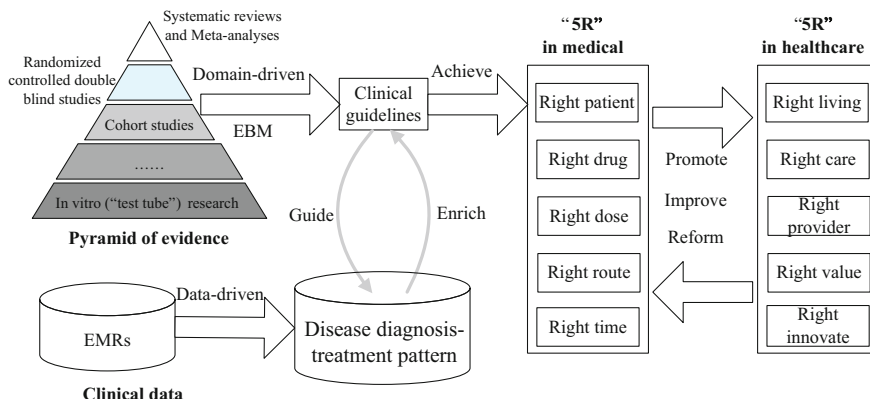 Systematic reviews
and Meta-analyses
Randomized
controlled double
blind studies
Cohort studies
......
In vitro (“test tube”) research
Pyramid of evidence
Domain-driven
EBM
Clinical
guidelines
Achieve
Guide
Enrich
EMRs
Clinical data
Data-driven
Disease diagnosis-
treatment pattern
“5R”
in medical
Right patient
Right drug
Right dose
Right route
Right time
Promote
Improve
Reform
“5R”
in healthcare
Right living
Right care
Right
provider
Right value
Right
innovate